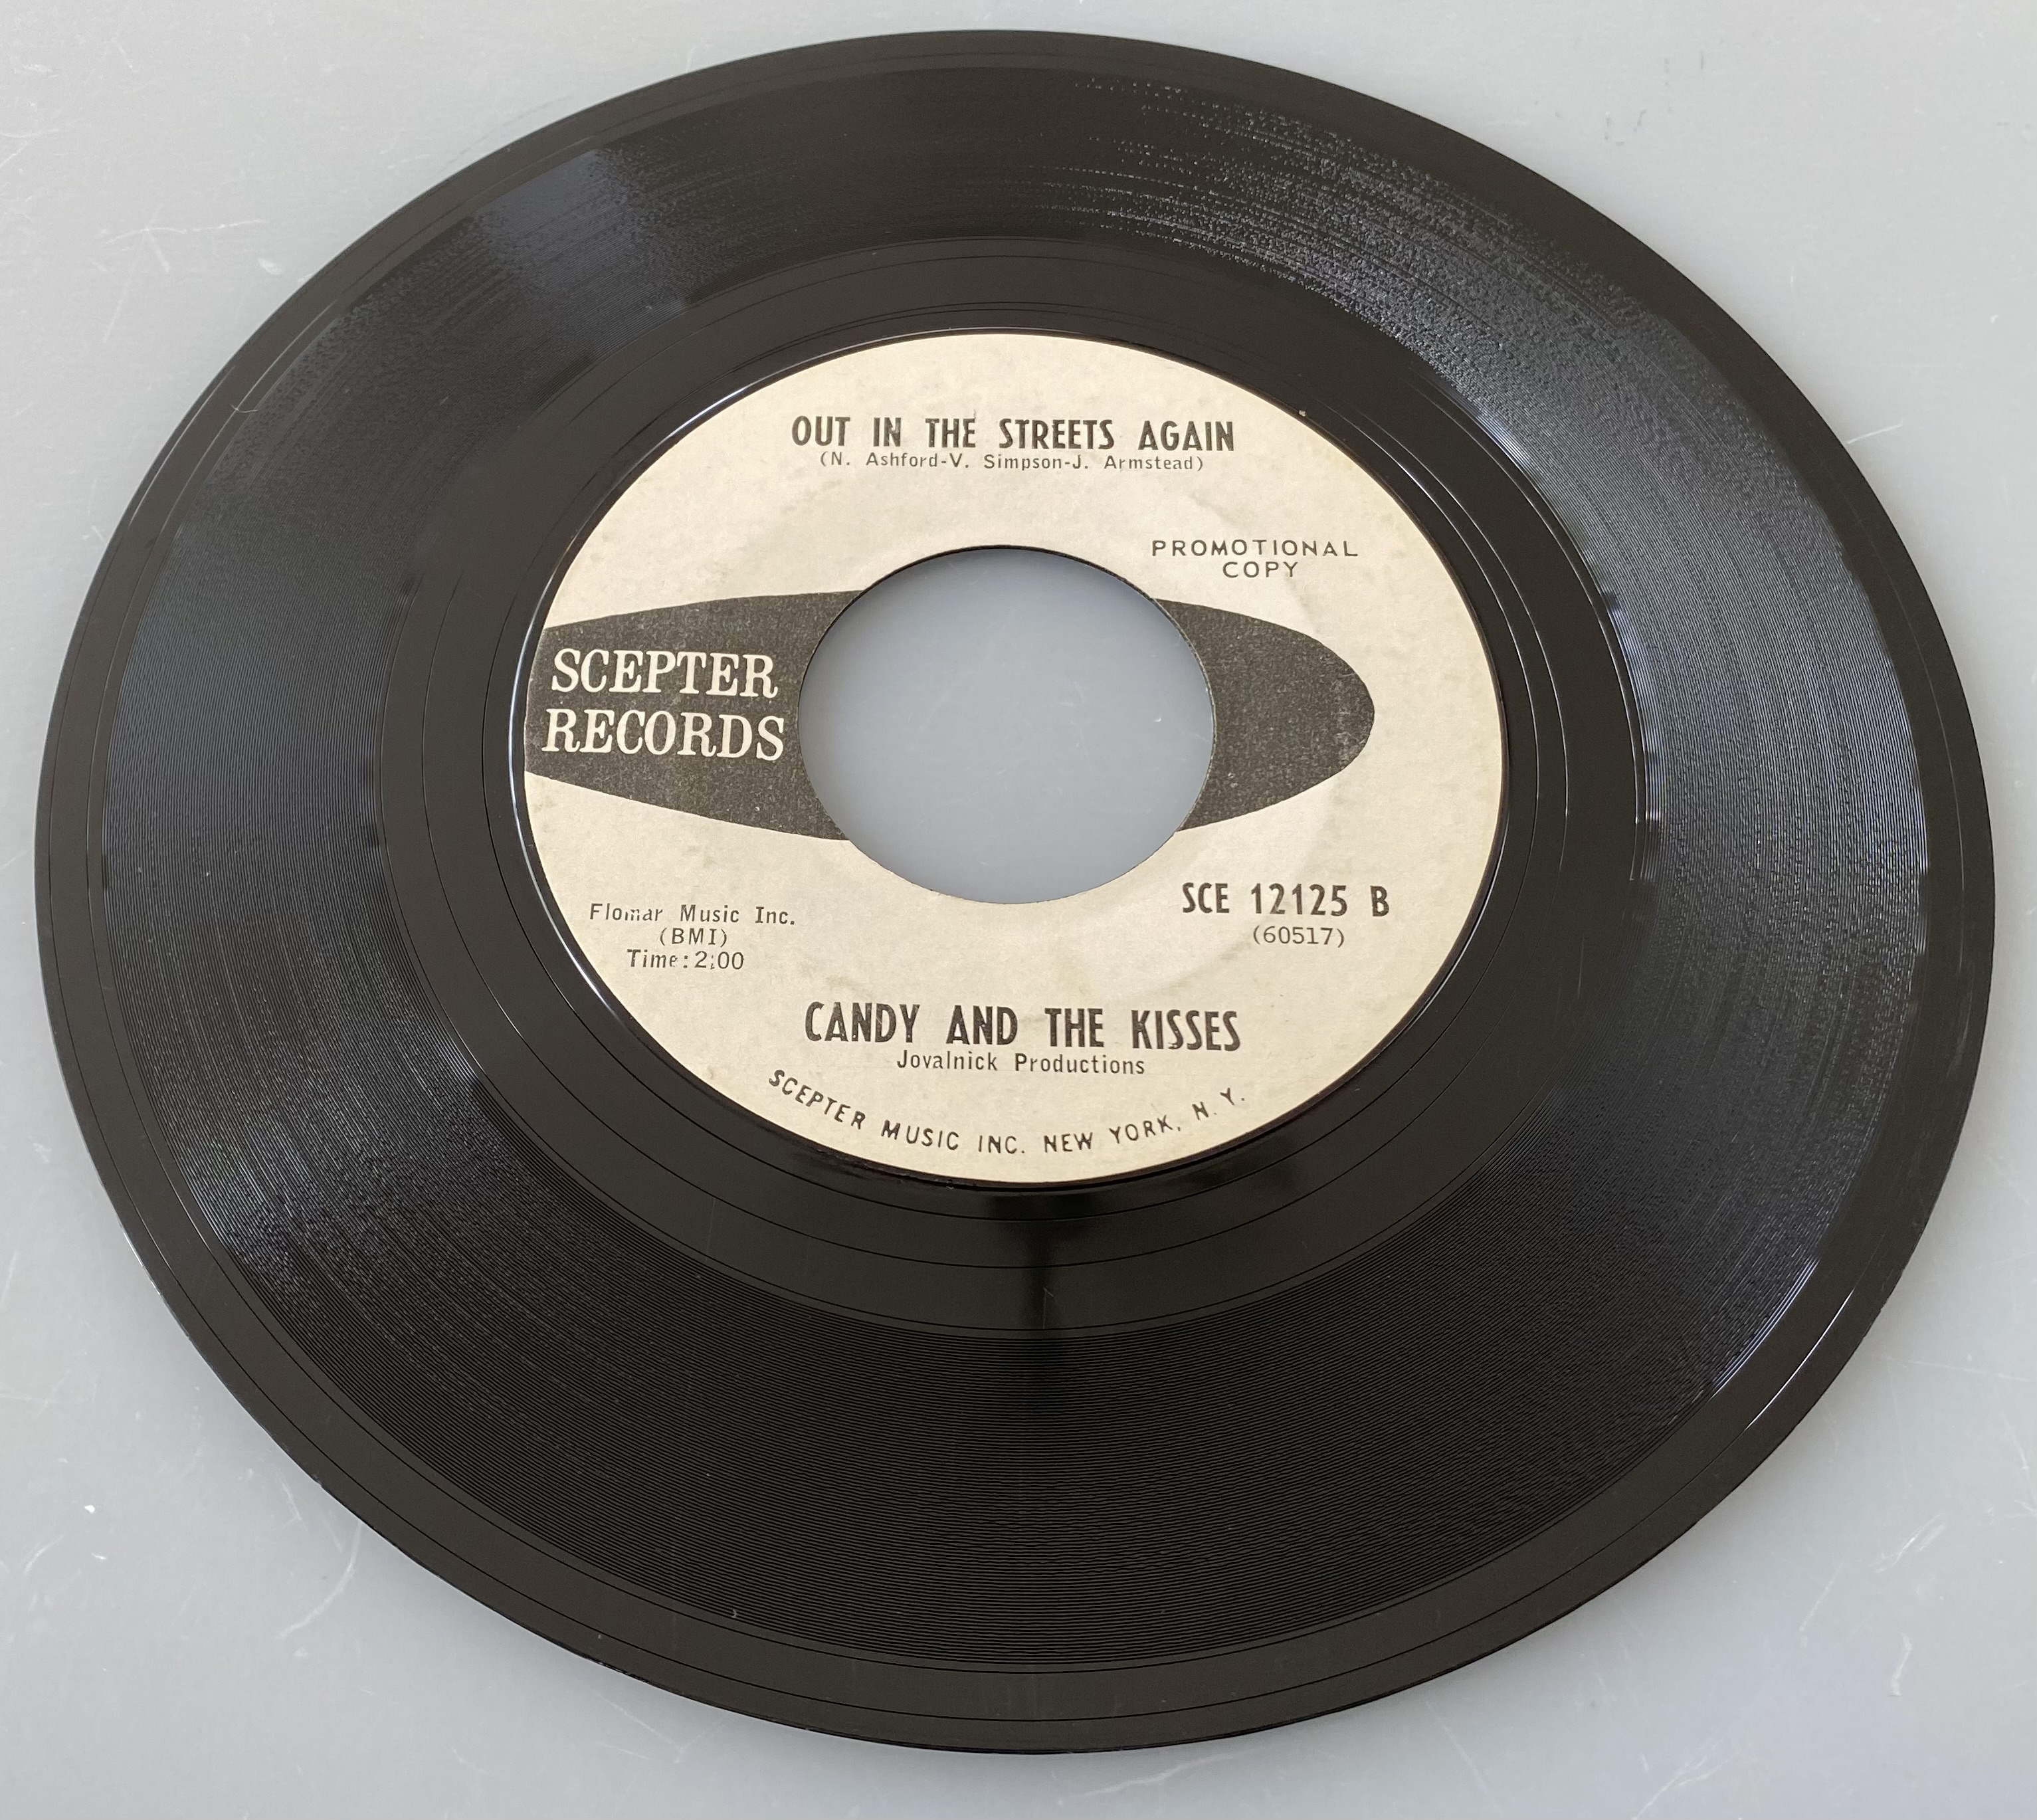 OUT IN THE STREETS AGAIN
(N. Ashford-V. Simpson-J. Armstead)
PROMOTIONAL
COPY
SCEPTER
RECORDS
SCE 12125 B
(60517)
Flomar Music Inc.
(BMI)
Time:2:00
CANDY AND THE KISSES
Jovalnick Productions
SCEPTER MUSIC INC. NEW YORK, N.Y.